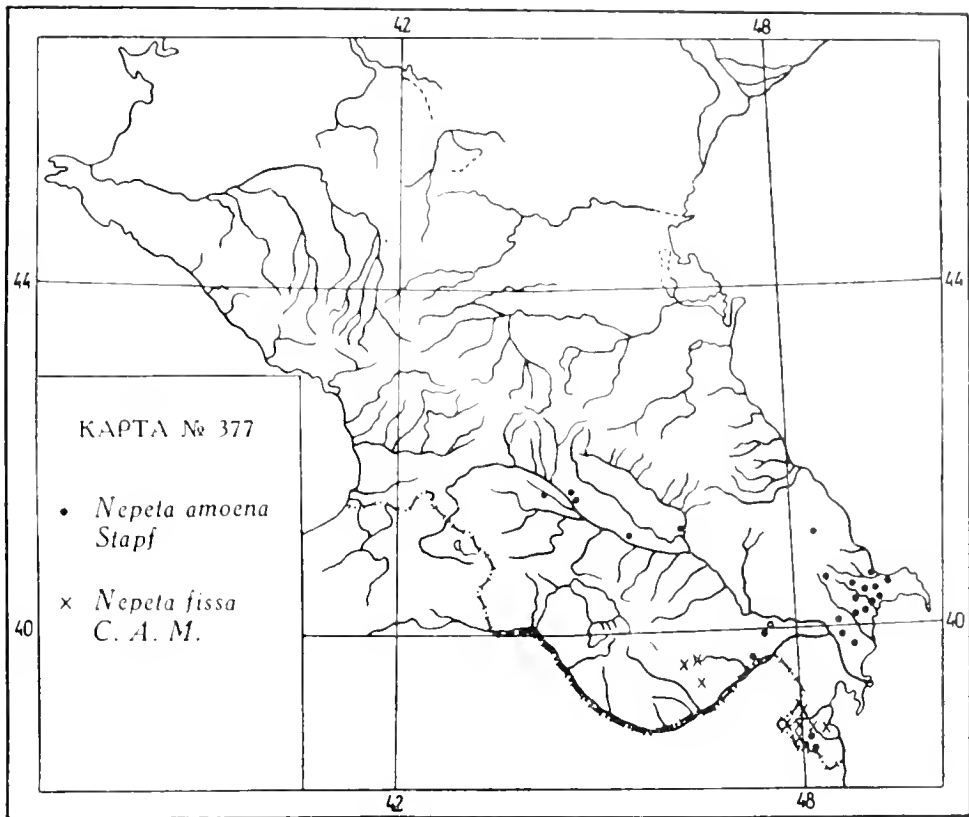 42 48
44 44
КАРТА № 377
• Nepeta amoena
Stapf
× Nepeta fissa
C. A. M.
40 40
42 48